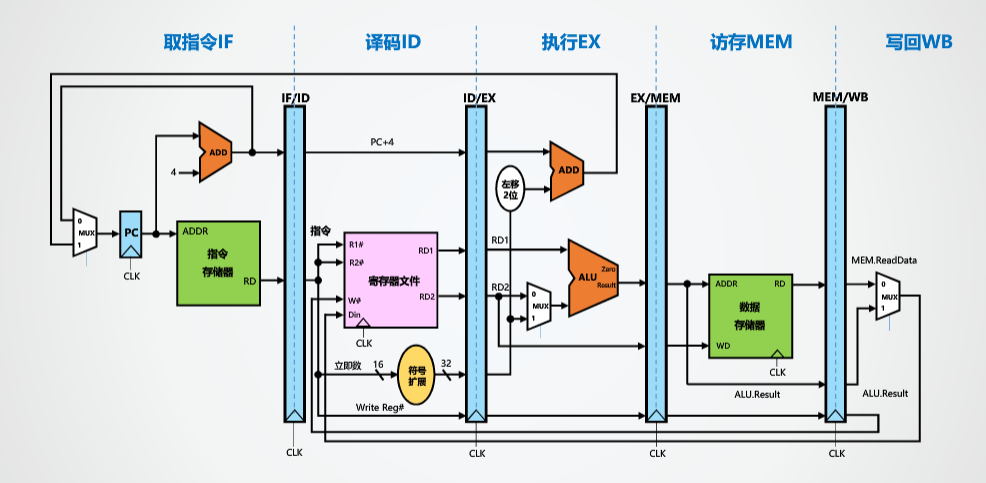 取指令IF
译码ID
执行EX
访存MEM
写回WB
IF/ID
ID/EX
EX/MEM
MEM/WB
ADD
4
PC+4
ADD
左移
2位
0
MUX
1
PC
CLK
ADDR
指令
存储器
RD
指令
R1#
R2#
W#
Din
寄存器文件
RD1
RD2
CLK
RD1
RD2
0
MUX
1
ALU
Zero
Result
ADDR
RD
数据
存储器
WD
CLK
MEM.ReadData
0
MUX
1
立即数
16
符号
扩展
32
Write Reg#
ALU.Result
ALU.Result
CLK
CLK
CLK
CLK